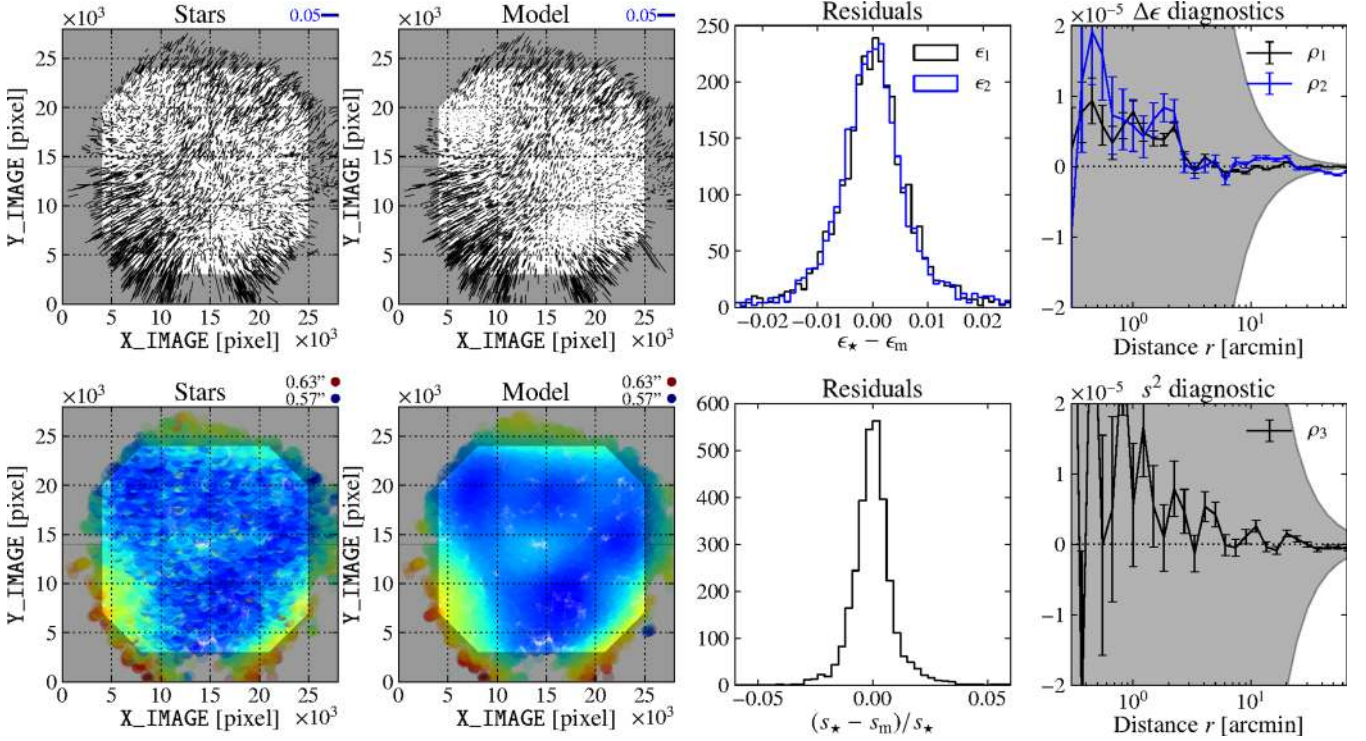 ×10³ Stars 0.05
25
20
15
10
5
0
Y_IMAGE [pixel]
0 5 10 15 20 25
X_IMAGE [pixel] ×10³
×10³ Model 0.05
25
20
15
10
5
0
Y_IMAGE [pixel]
0 5 10 15 20 25
X_IMAGE [pixel] ×10³
Residuals
ϵ₁
ϵ₂
250
200
150
100
50
0
−0.02 −0.01 0.00 0.01 0.02
ϵ⋆ − ϵm
×10⁻⁵ Δϵ diagnostics
ρ₁
ρ₂
2
1
0
−1
−2
10⁰ 10¹
Distance r [arcmin]
×10³ Stars 0.63”
0.57”
25
20
15
10
5
0
Y_IMAGE [pixel]
0 5 10 15 20 25
X_IMAGE [pixel] ×10³
×10³ Model 0.63”
0.57”
25
20
15
10
5
0
Y_IMAGE [pixel]
0 5 10 15 20 25
X_IMAGE [pixel] ×10³
Residuals
600
500
400
300
200
100
0
−0.05 0.00 0.05
(s⋆ − sm)/s⋆
×10⁻⁵ s² diagnostic
ρ₃
2
1
0
−1
−2
10⁰ 10¹
Distance r [arcmin]